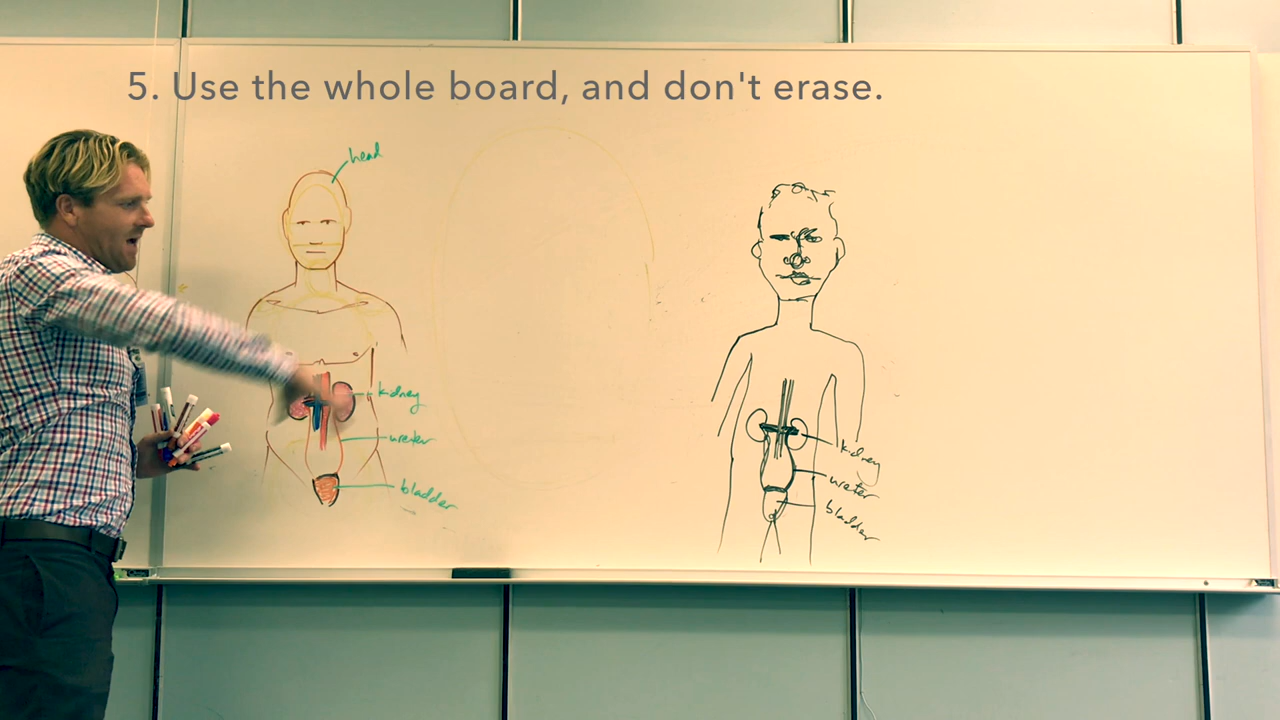 5. Use the whole board, and don't erase.
head
kidney
ureter
bladder
kidney
ureter
bladder